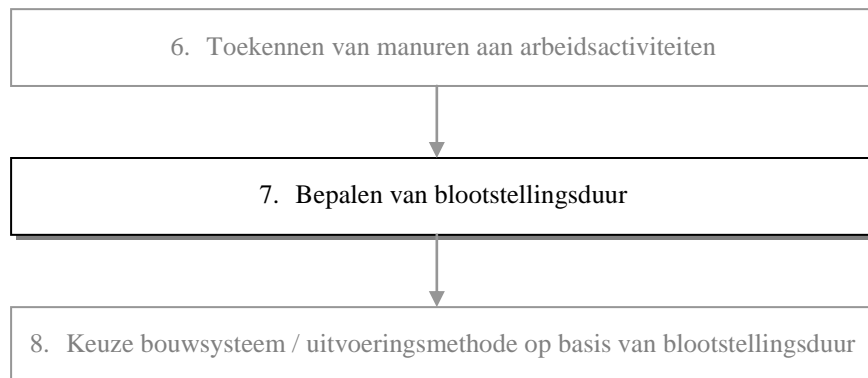 6. Toekennen van manuren aan arbeidsactiviteiten
7. Bepalen van blootstellingsduur
8. Keuze bouwsysteem / uitvoeringsmethode op basis van blootstellingsduur